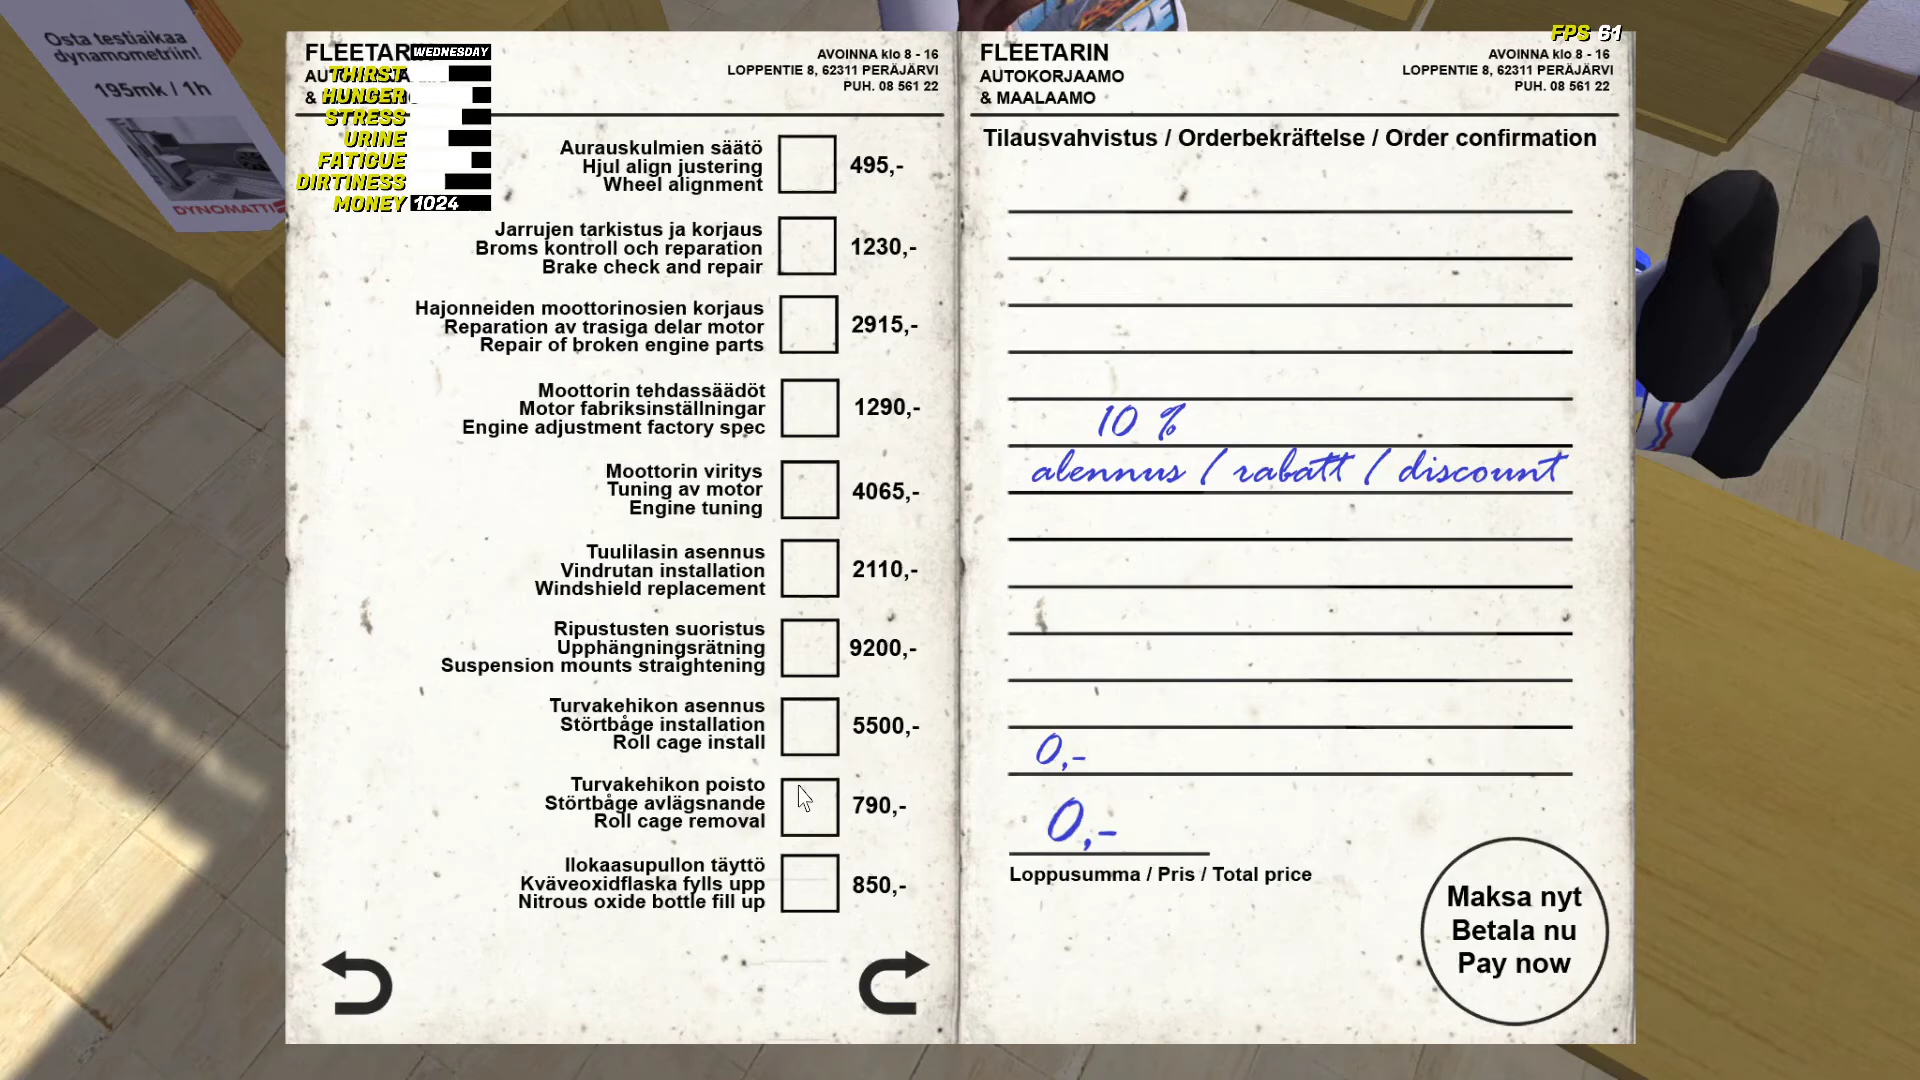 Osta testiaikaa
dynamometriin!
195mk / 1h
DYNOMATTI
FPS 61
WEDNESDAY
THIRST
HUNGER
STRESS
URINE
FATIGUE
DIRTINESS
MONEY 1024
FLEETAR
&
AVOINNA klo 8 - 16
LOPPENTIE 8, 62311 PERÄJÄRVI
PUH. 08 561 22
Aurauskulmien säätö
Hjul align justering
Wheel alignment
495,-
Jarrujen tarkistus ja korjaus
Broms kontroll och reparation
Brake check and repair
1230,-
Hajonneiden moottorinosien korjaus
Reparation av trasiga delar motor
Repair of broken engine parts
2915,-
Moottorin tehdassäädöt
Motor fabriksinställningar
Engine adjustment factory spec
1290,-
Moottorin viritys
Tuning av motor
Engine tuning
4065,-
Tuulilasin asennus
Vindrutan installation
Windshield replacement
2110,-
Ripustusten suoristus
Upphängningsrätning
Suspension mounts straightening
9200,-
Turvakehikon asennus
Störtbåge installation
Roll cage install
5500,-
Turvakehikon poisto
Störtbåge avlägsnande
Roll cage removal
790,-
Ilokaasupullon täyttö
Kväveoxidflaska fylls upp
Nitrous oxide bottle fill up
850,-
FLEETARIN
AUTOKORJAAMO
& MAALAAMO
AVOINNA klo 8 - 16
LOPPENTIE 8, 62311 PERÄJÄRVI
PUH. 08 561 22
Tilausvahvistus / Orderbekräftelse / Order confirmation
10 %
alennus / rabatt / discount
0,-
0,-
Loppusumma / Pris / Total price
Maksa nyt
Betala nu
Pay now